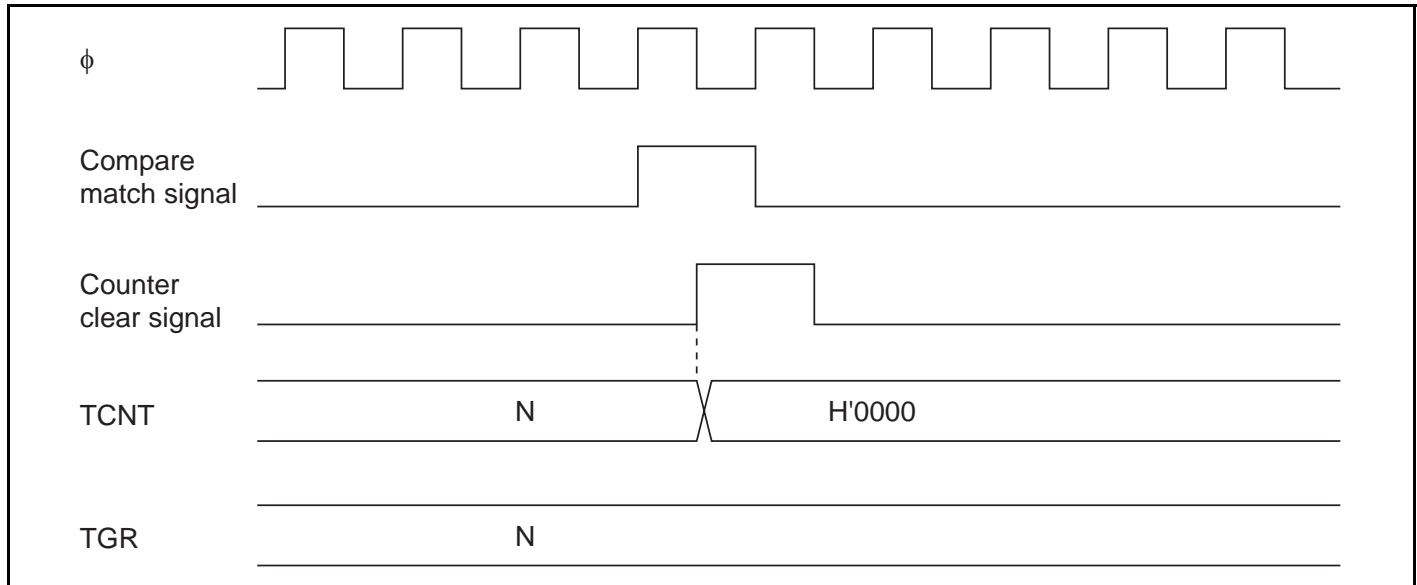 ϕ
Compare
match signal
Counter
clear signal
TCNT
N
H'0000
TGR
N